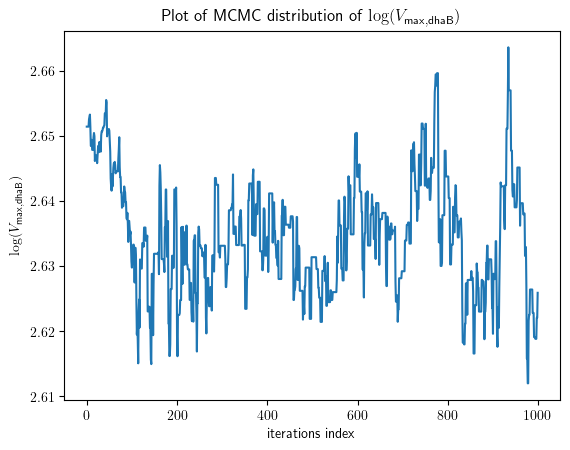 Plot of MCMC distribution of log(V_max,dhaB)
log(V_max,dhaB)
2.66
2.65
2.64
2.63
2.62
2.61
0 200 400 600 800 1000
iterations index